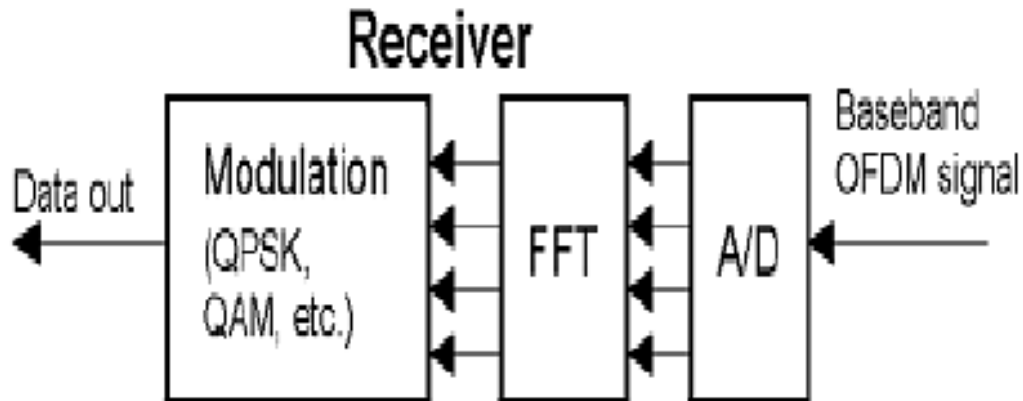 Receiver
Data out
Modulation
(QPSK,
QAM, etc.)
FFT
A/D
Baseband
OFDM signal